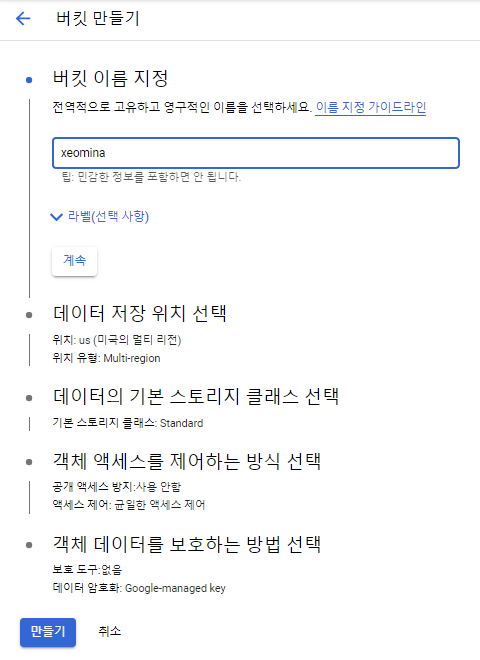 버킷 만들기
버킷 이름 지정
전역적으로 고유하고 영구적인 이름을 선택하세요. 이름 지정 가이드라인
xeomina
팁: 민감한 정보를 포함하면 안 됩니다.
라벨(선택 사항)
계속
데이터 저장 위치 선택
위치: us (미국의 멀티 리전)
위치 유형: Multi-region
데이터의 기본 스토리지 클래스 선택
기본 스토리지 클래스: Standard
객체 액세스를 제어하는 방식 선택
공개 액세스 방지:사용 안함
액세스 제어: 균일한 액세스 제어
객체 데이터를 보호하는 방법 선택
보호 도구:없음
데이터 암호화: Google-managed key
만들기 취소